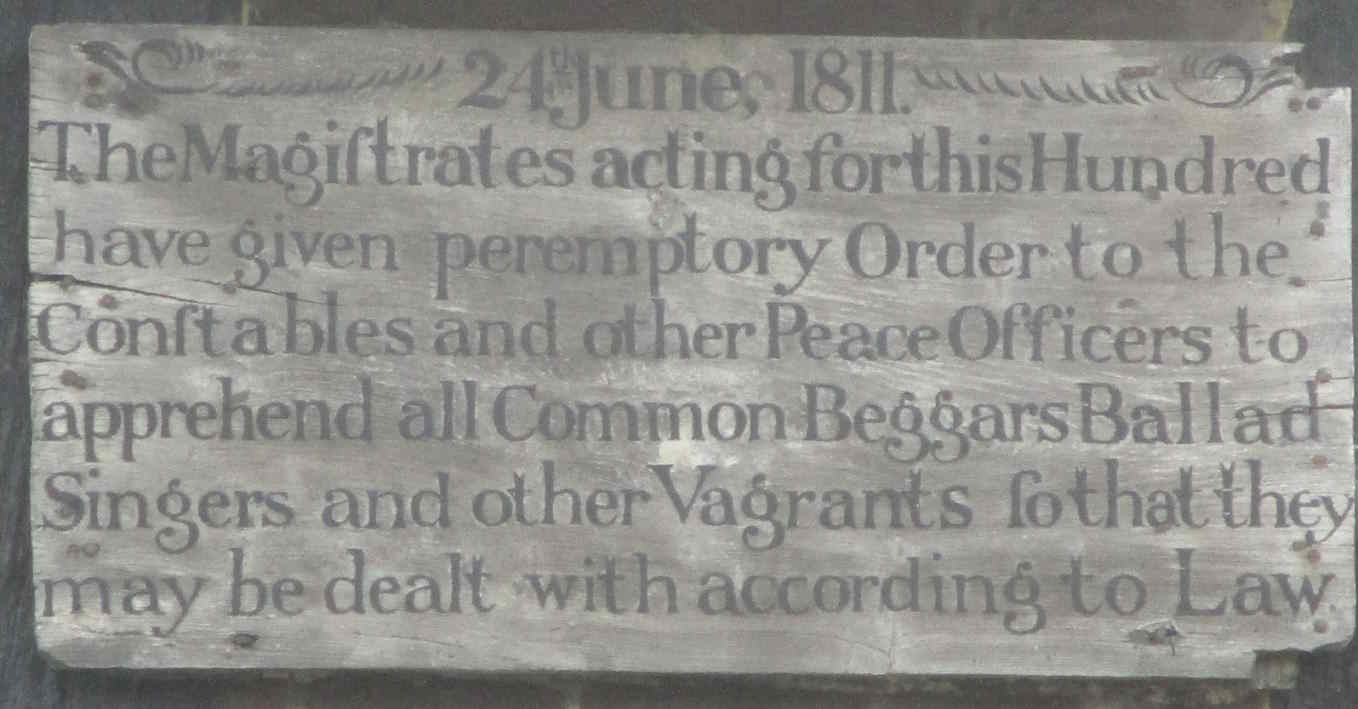 24th June, 1811.
The Magiſtrates acting for this Hundred
have given peremptory Order to the
Conſtables and other Peace Officers to
apprehend all Common Beggars Ballad
Singers and other Vagrants ſo that they
may be dealt with according to Law.